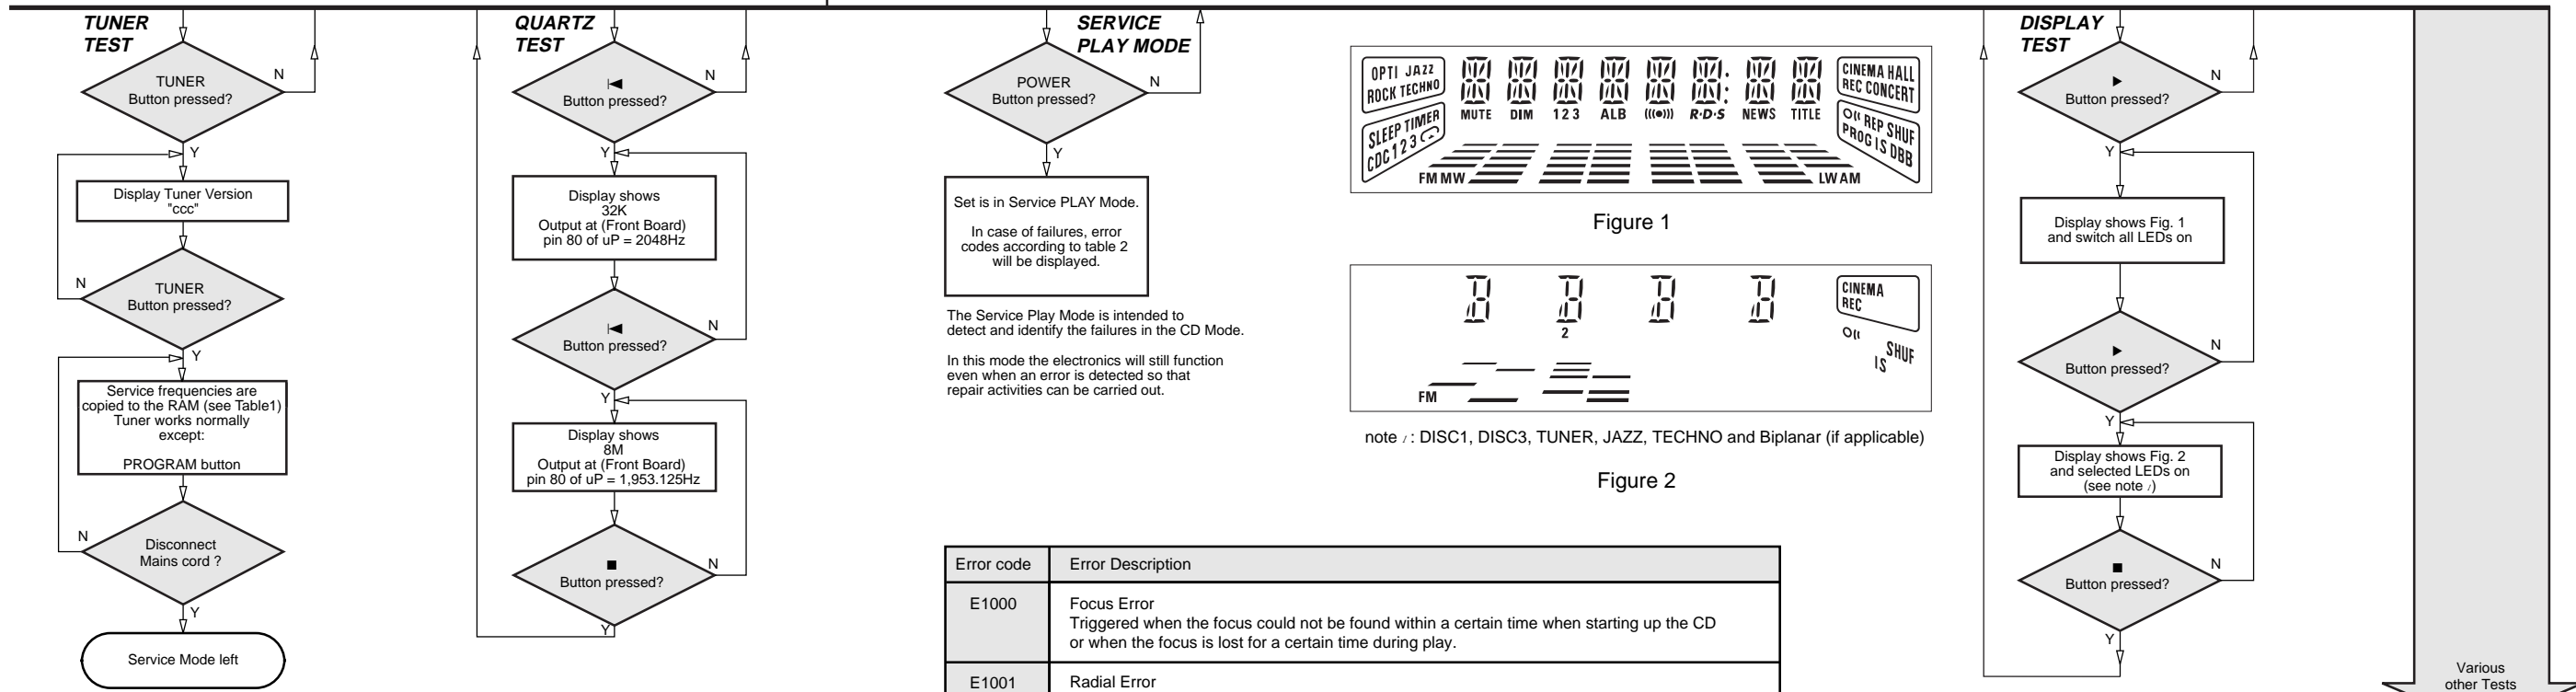 TUNER
TEST
TUNER
Button pressed?
N
Y
Display Tuner Version
"ccc"
N
TUNER
Button pressed?
Y
Service frequencies are
copied to the RAM (see Table1)
Tuner works normally
except:
PROGRAM button
N
Disconnect
Mains cord ?
Y
Service Mode left
QUARTZ
TEST
Button pressed?
N
Y
Display shows
32K
Output at (Front Board)
pin 80 of uP = 2048Hz
Button pressed?
N
Y
Display shows
8M
Output at (Front Board)
pin 80 of uP = 1,953.125Hz
Button pressed?
N
Y
SERVICE
PLAY MODE
POWER
Button pressed?
N
Y
Set is in Service PLAY Mode.
In case of failures, error
codes according to table 2
will be displayed.
The Service Play Mode is intended to
detect and identify the failures in the CD Mode.
In this mode the electronics will still function
even when an error is detected so that
repair activities can be carried out.
OPTI JAZZ
ROCK TECHNO
SLEEP TIMER
CDC 1 2 3
MUTE DIM 123 ALB R·D·S NEWS TITLE
CINEMA HALL
REC CONCERT
REP SHUF
PROG IS DBB
FM MW
LW AM
Figure 1
CINEMA
REC
2
SHUF
IS
FM
note 1 : DISC1, DISC3, TUNER, JAZZ, TECHNO and Biplanar (if applicable)
Figure 2
Error code Error Description
E1000 Focus Error
Triggered when the focus could not be found within a certain time when starting up the CD
or when the focus is lost for a certain time during play.
E1001 Radial Error
DISPLAY
TEST
Button pressed?
N
Y
Display shows Fig. 1
and switch all LEDs on
Button pressed?
N
Y
Display shows Fig. 2
and selected LEDs on
(see note 1)
Button pressed?
N
Y
Various
other Tests